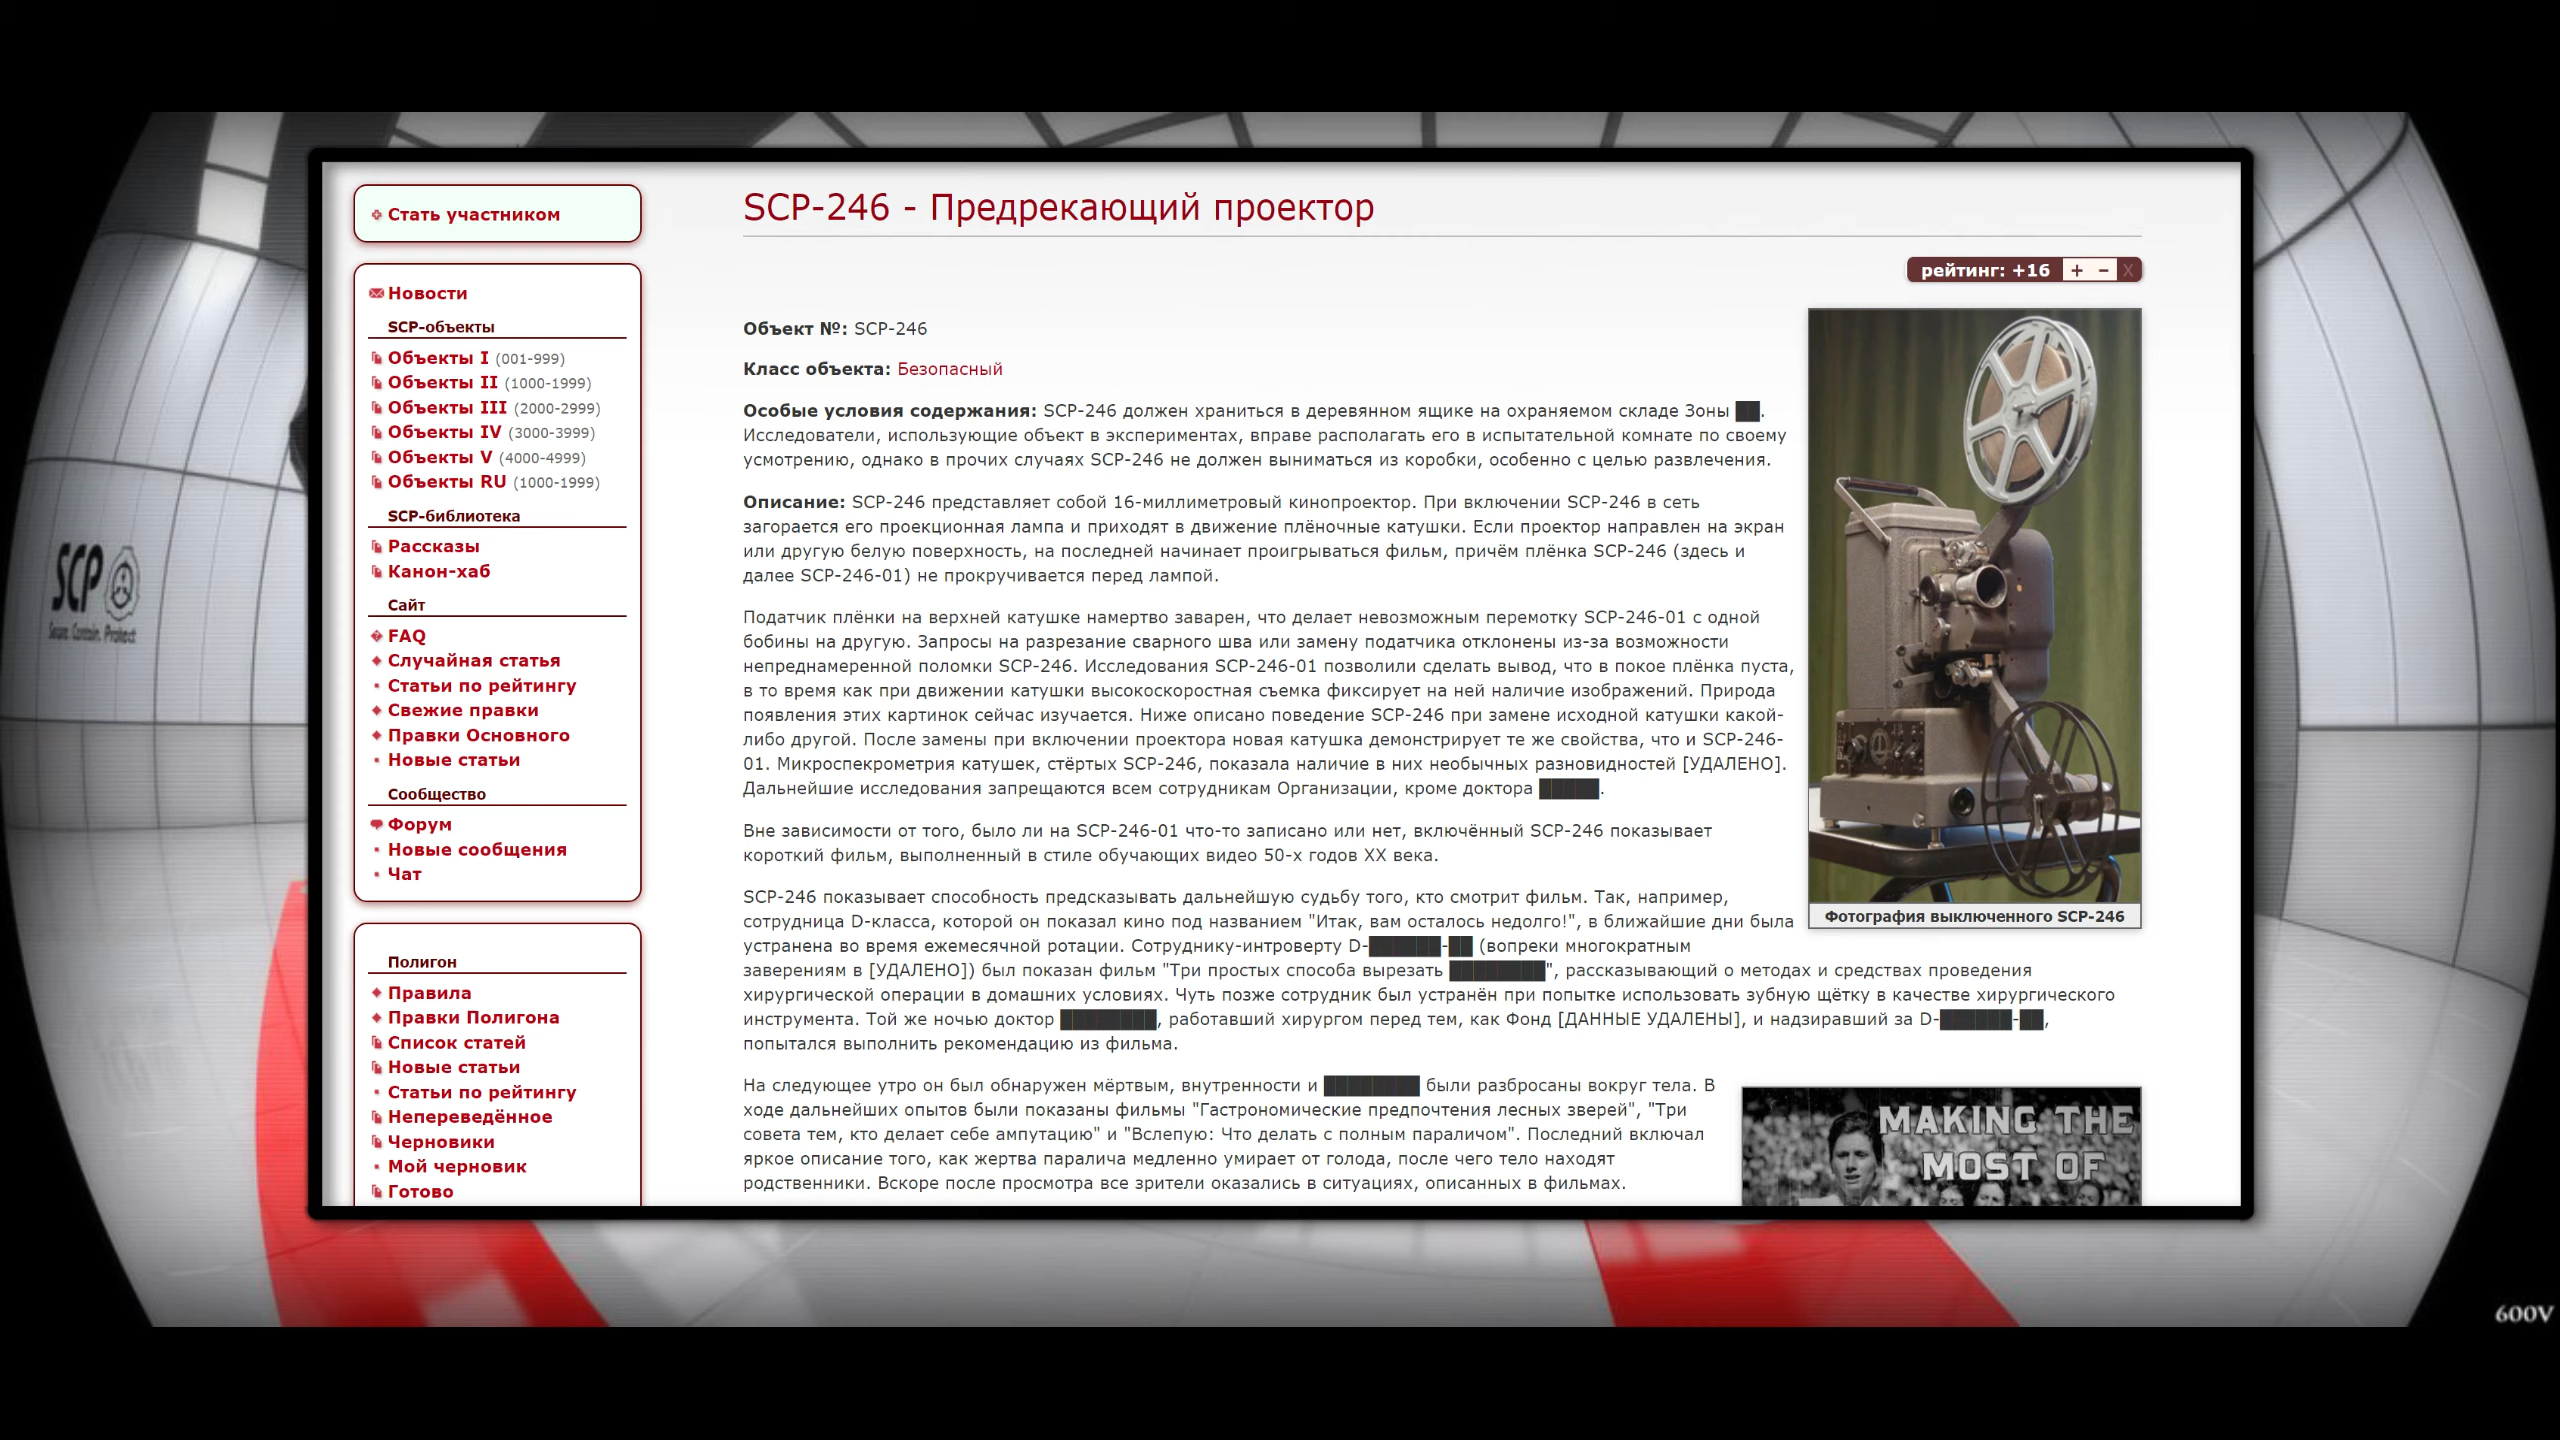 SCP
Secure. Contain. Protect
Стать участником
Новости
SCP-объекты
Объекты I (001-999)
Объекты II (1000-1999)
Объекты III (2000-2999)
Объекты IV (3000-3999)
Объекты V (4000-4999)
Объекты RU (1000-1999)
SCP-библиотека
Рассказы
Канон-хаб
Сайт
FAQ
Случайная статья
Статьи по рейтингу
Свежие правки
Правки Основного
Новые статьи
Сообщество
Форум
Новые сообщения
Чат
Полигон
Правила
Правки Полигона
Список статей
Новые статьи
Статьи по рейтингу
Непереведённое
Черновики
Мой черновик
Готово
SCP-246 - Предрекающий проектор
рейтинг: +16 + – X
Объект №: SCP-246
Класс объекта: Безопасный
Особые условия содержания: SCP-246 должен храниться в деревянном ящике на охраняемом складе Зоны ██.
Исследователи, использующие объект в экспериментах, вправе располагать его в испытательной комнате по своему
усмотрению, однако в прочих случаях SCP-246 не должен выниматься из коробки, особенно с целью развлечения.
Описание: SCP-246 представляет собой 16-миллиметровый кинопроектор. При включении SCP-246 в сеть
загорается его проекционная лампа и приходят в движение плёночные катушки. Если проектор направлен на экран
или другую белую поверхность, на последней начинает проигрываться фильм, причём плёнка SCP-246 (здесь и
далее SCP-246-01) не прокручивается перед лампой.
Податчик плёнки на верхней катушке намертво заварен, что делает невозможным перемотку SCP-246-01 с одной
бобины на другую. Запросы на разрезание сварного шва или замену податчика отклонены из-за возможности
непреднамеренной поломки SCP-246. Исследования SCP-246-01 позволили сделать вывод, что в покое плёнка пуста,
в то время как при движении катушки высокоскоростная съемка фиксирует на ней наличие изображений. Природа
появления этих картинок сейчас изучается. Ниже описано поведение SCP-246 при замене исходной катушки какой-
либо другой. После замены при включении проектора новая катушка демонстрирует те же свойства, что и SCP-246-
01. Микроспекрометрия катушек, стёртых SCP-246, показала наличие в них необычных разновидностей [УДАЛЕНО].
Дальнейшие исследования запрещаются всем сотрудникам Организации, кроме доктора █████.
Вне зависимости от того, было ли на SCP-246-01 что-то записано или нет, включённый SCP-246 показывает
короткий фильм, выполненный в стиле обучающих видео 50-х годов XX века.
SCP-246 показывает способность предсказывать дальнейшую судьбу того, кто смотрит фильм. Так, например,
сотрудница D-класса, которой он показал кино под названием "Итак, вам осталось недолго!", в ближайшие дни была
устранена во время ежемесячной ротации. Сотруднику-интроверту D-██████-██ (вопреки многократным
заверениям в [УДАЛЕНО]) был показан фильм "Три простых способа вырезать ████████", рассказывающий о методах и средствах проведения
хирургической операции в домашних условиях. Чуть позже сотрудник был устранён при попытке использовать зубную щётку в качестве хирургического
инструмента. Той же ночью доктор ████████, работавший хирургом перед тем, как Фонд [ДАННЫЕ УДАЛЕНЫ], и надзиравший за D-██████-██,
попытался выполнить рекомендацию из фильма.
На следующее утро он был обнаружен мёртвым, внутренности и ████████ были разбросаны вокруг тела. В
ходе дальнейших опытов были показаны фильмы "Гастрономические предпочтения лесных зверей", "Три
совета тем, кто делает себе ампутацию" и "Вслепую: Что делать с полным параличом". Последний включал
яркое описание того, как жертва паралича медленно умирает от голода, после чего тело находят
родственники. Вскоре после просмотра все зрители оказались в ситуациях, описанных в фильмах.
Фотография выключенного SCP-246
MAKING THE
MOST OF
600V